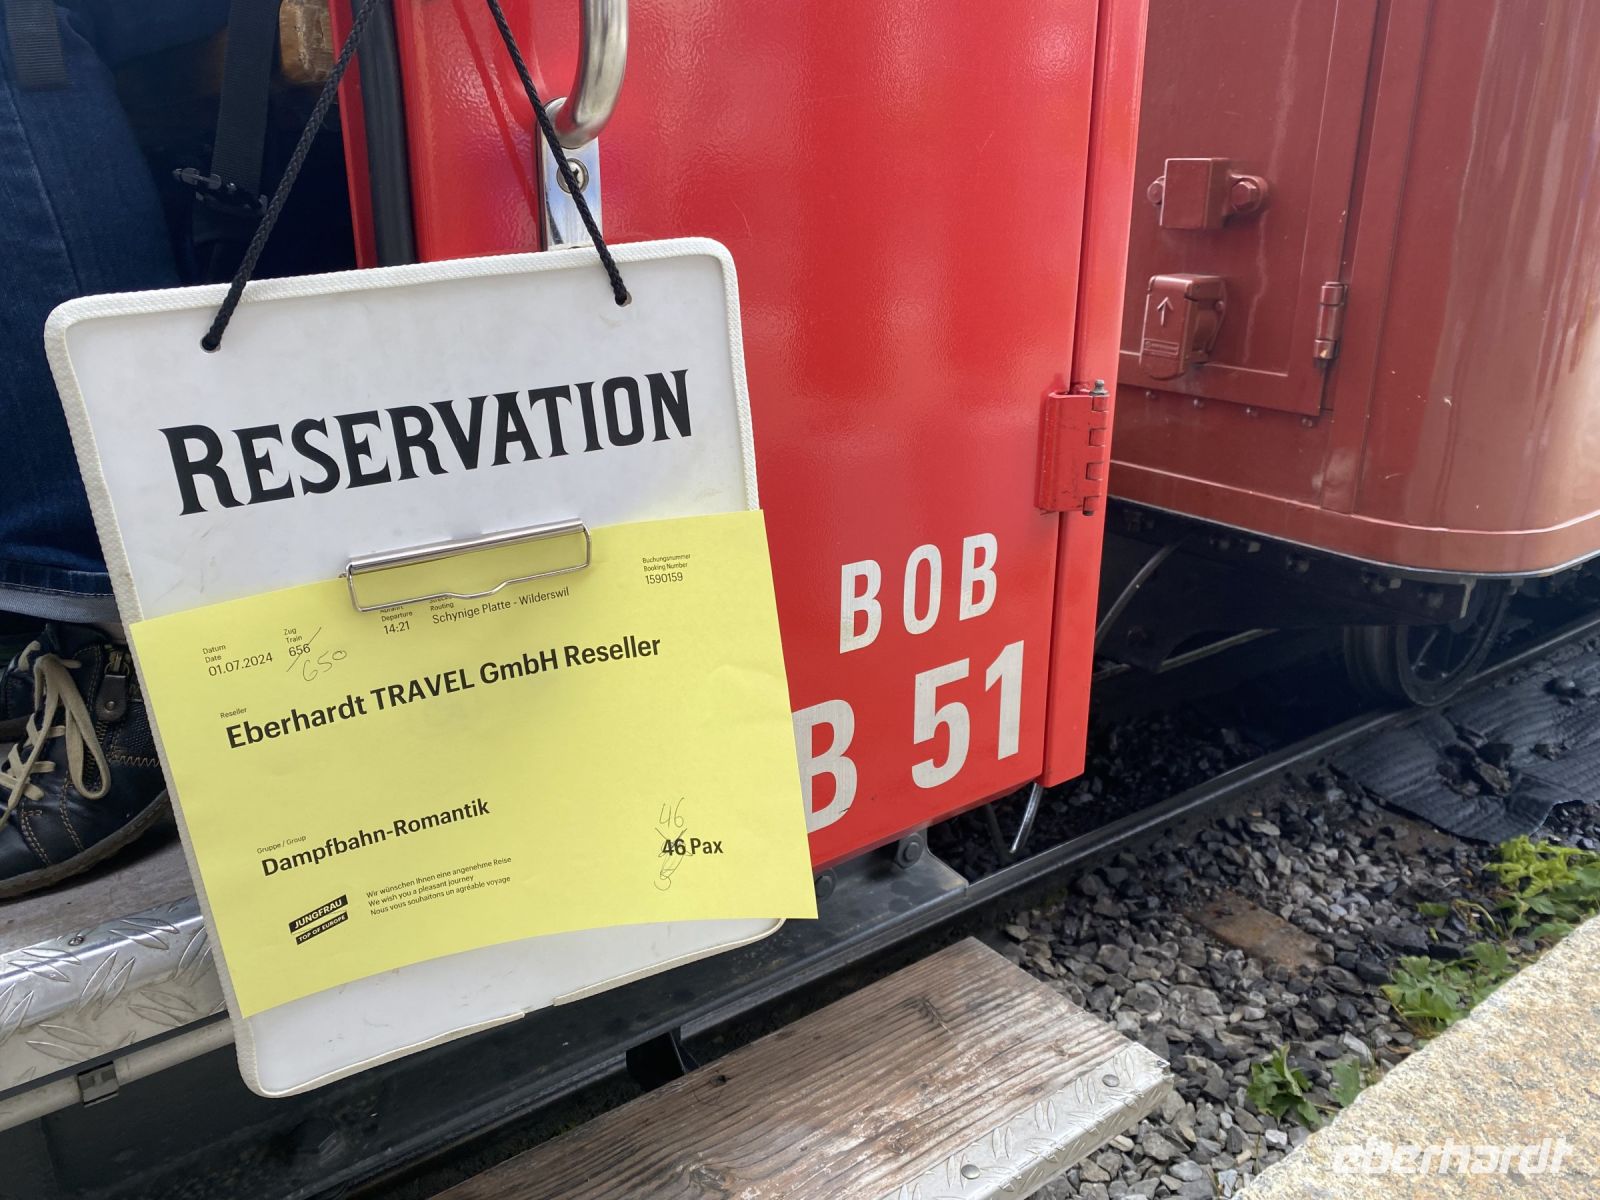 RESERVATION
Datum
Date
01.07.2024
Zug
Train
656
/650
Departure
14:21
Routing
Schynige Platte - Wilderswil
Buchungsnummer
Booking Number
1590159
Reseller
Eberhardt TRAVEL GmbH Reseller
Gruppe / Group
Dampfbahn-Romantik
46
46 Pax
JUNGFRAU
TOP OF EUROPE
Wir wünschen Ihnen eine angenehme Reise
We wish you a pleasant journey
Nous vous souhaitons un agréable voyage
BOB
B 51
eberhardt